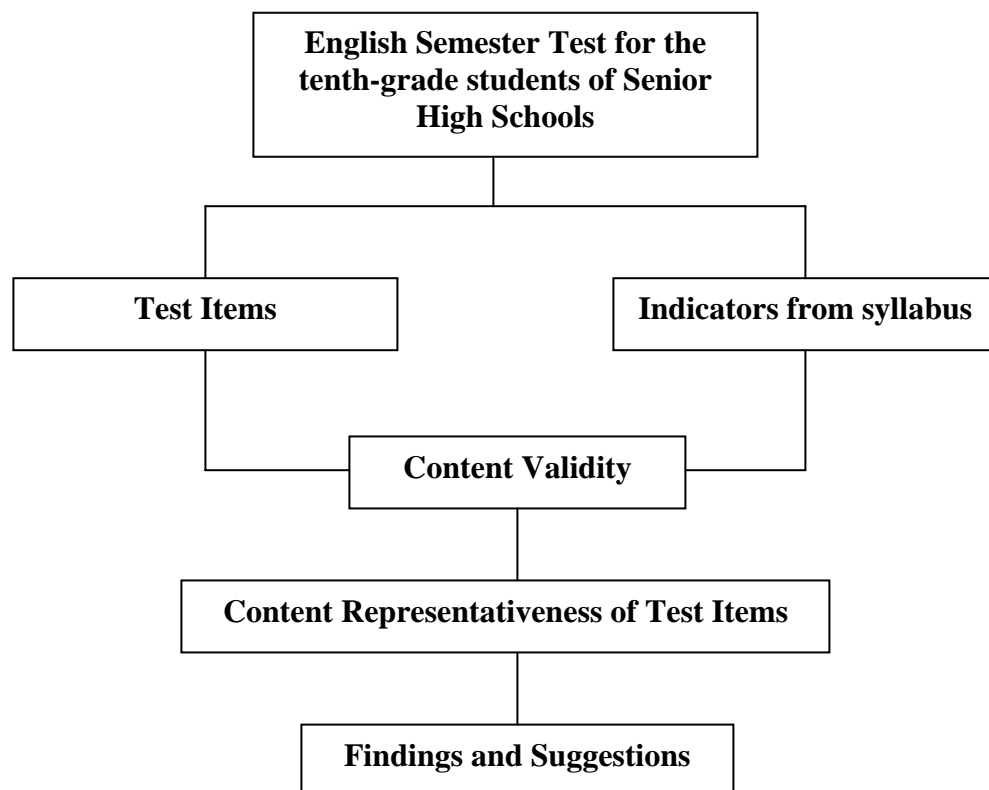 English Semester Test for the
tenth-grade students of Senior
High Schools
Test Items
Indicators from syllabus
Content Validity
Content Representativeness of Test Items
Findings and Suggestions